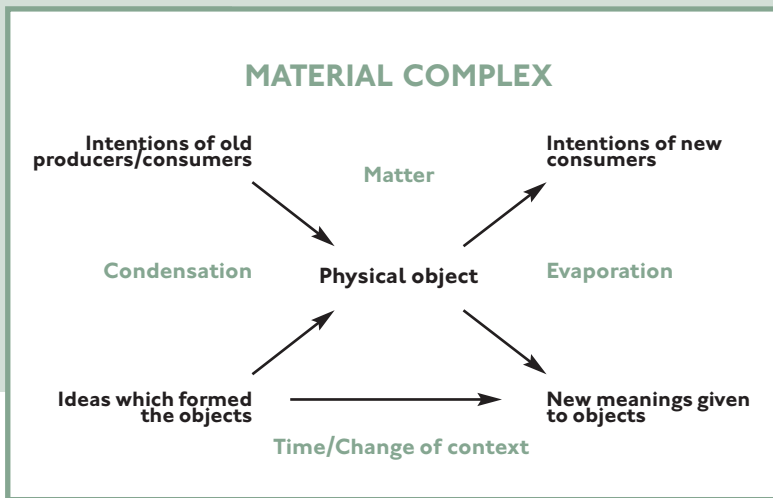 MATERIAL COMPLEX
Intentions of old
producers/consumers
Intentions of new
consumers
Matter
Condensation
Physical object
Evaporation
Ideas which formed
the objects
New meanings given
to objects
Time/Change of context